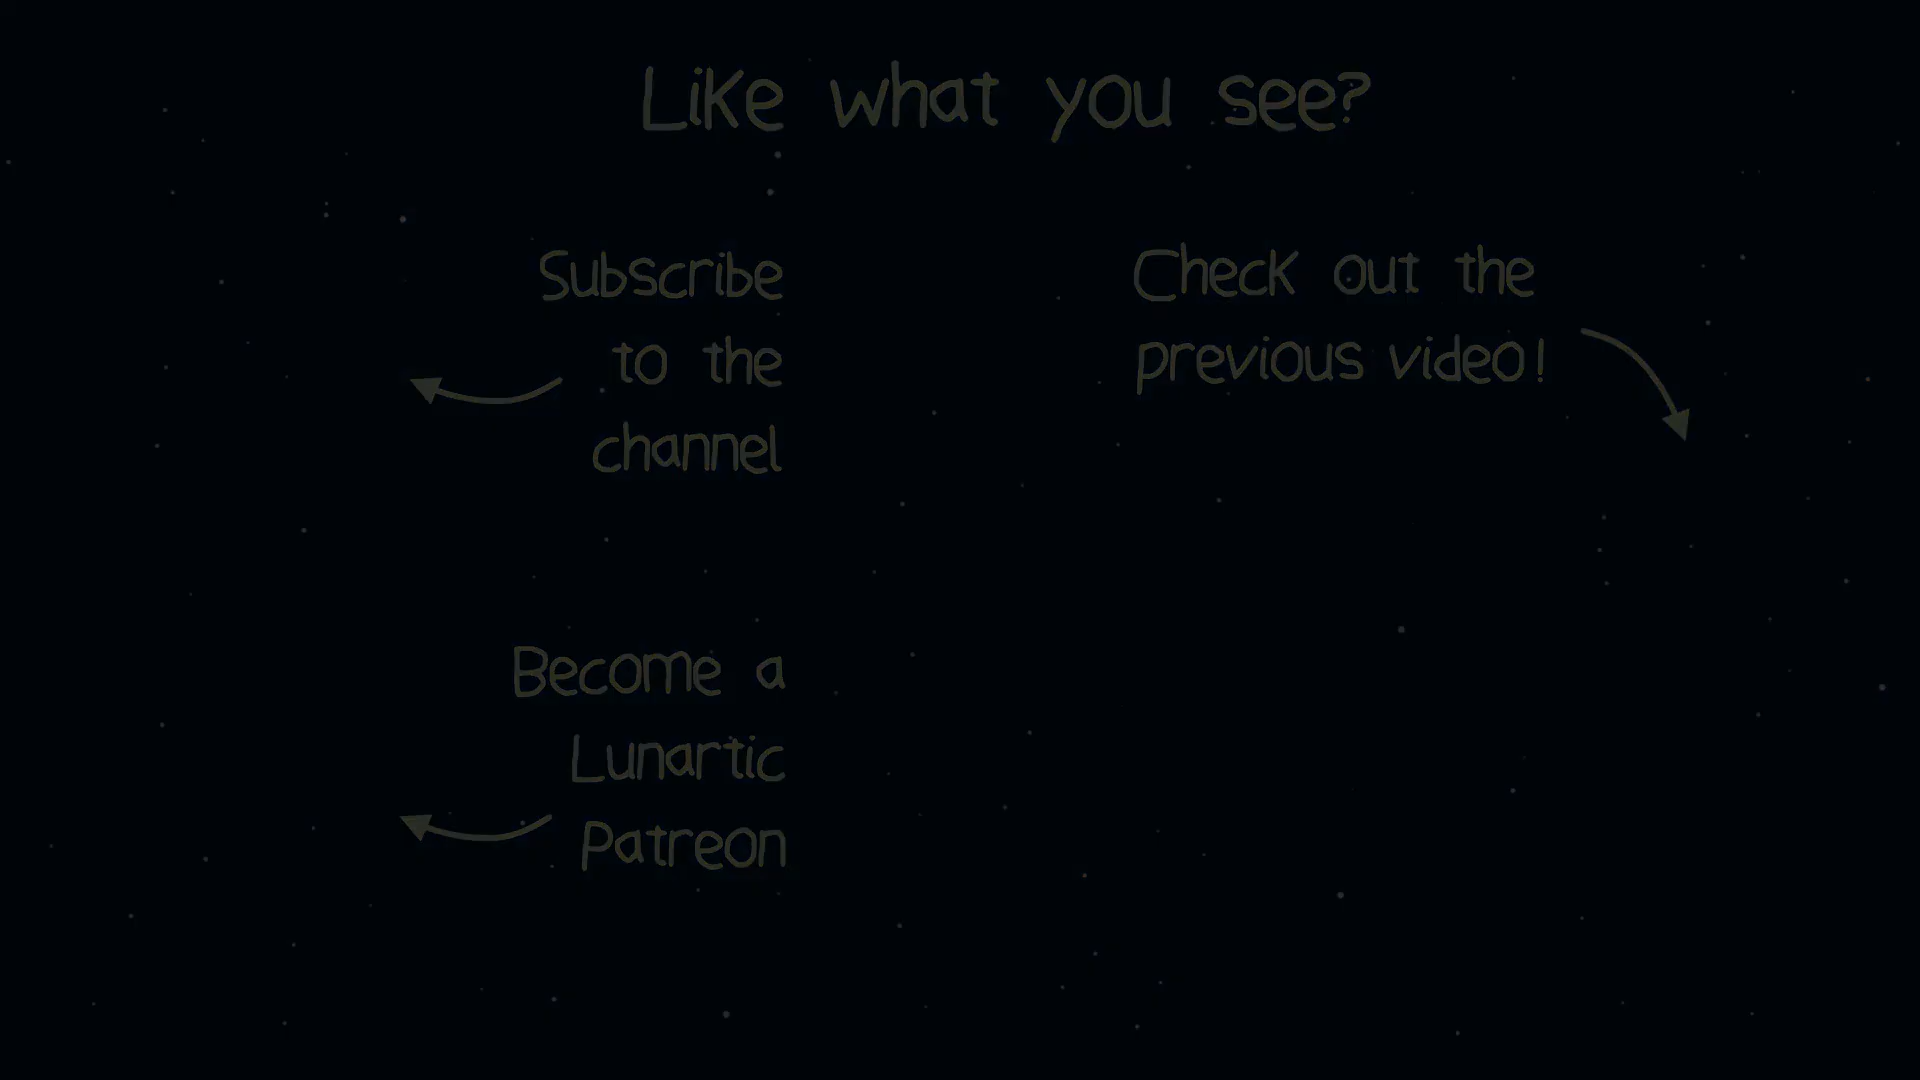 Like what you see?
Subscribe
to the
channel
Check out the
previous video!
Become a
Lunartic
Patreon